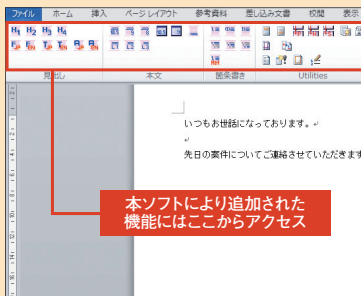 ファイル ホーム 挿入 ページ レイアウト 参考資料 差し込み文書 校閲 表示
H1 H2 H3 H4
見出し 本文 箇条書き Utilities
いつもお世話になっております。
先日の案件についてご連絡させていただきます
本ソフトにより追加された
機能にはここからアクセス